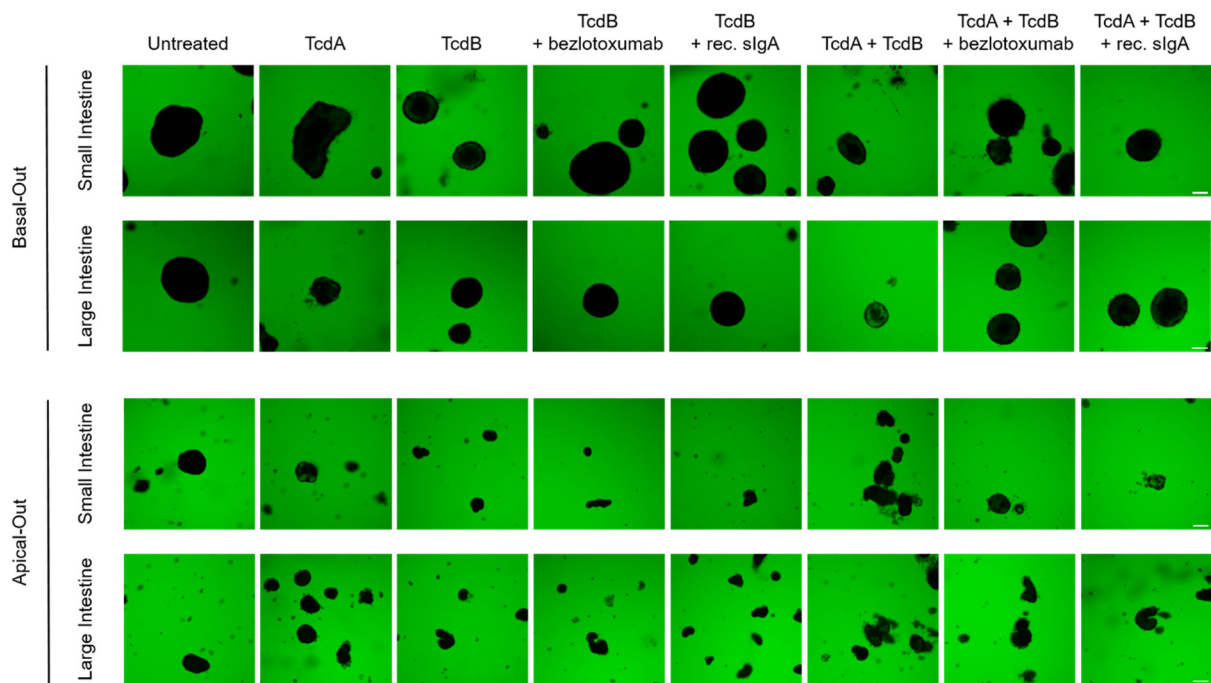 Untreated
TcdA
TcdB
TcdB
+ bezlotoxumab
TcdB
+ rec. sIgA
TcdA + TcdB
TcdA + TcdB
+ bezlotoxumab
TcdA + TcdB
+ rec. sIgA
Basal-Out
Small Intestine
Large Intestine
Apical-Out
Small Intestine
Large Intestine